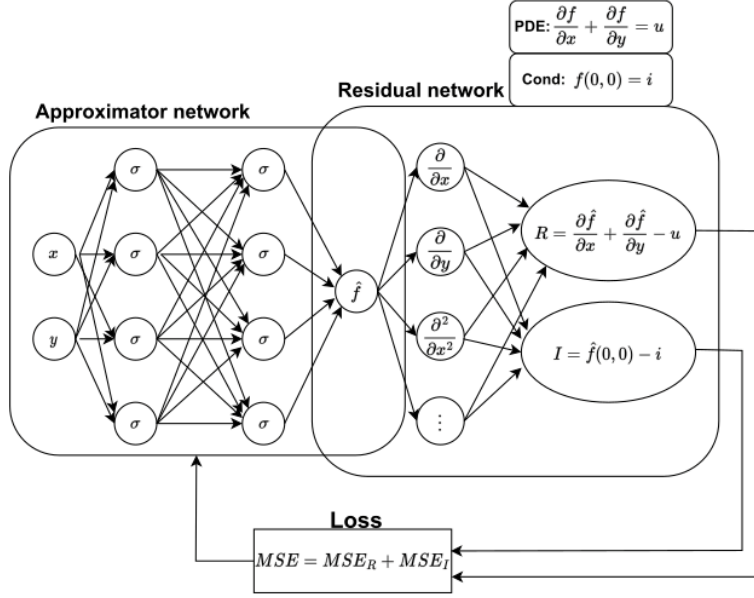 PDE: ∂f/∂x + ∂f/∂y = u
Cond: f(0,0) = i
Residual network
Approximator network
x
y
σ
σ
σ
σ
σ
σ
σ
σ
f̂
∂/∂x
∂/∂y
∂²/∂x²
⋮
R = ∂f̂/∂x + ∂f̂/∂y − u
I = f̂(0,0) − i
Loss
MSE = MSE_R + MSE_I